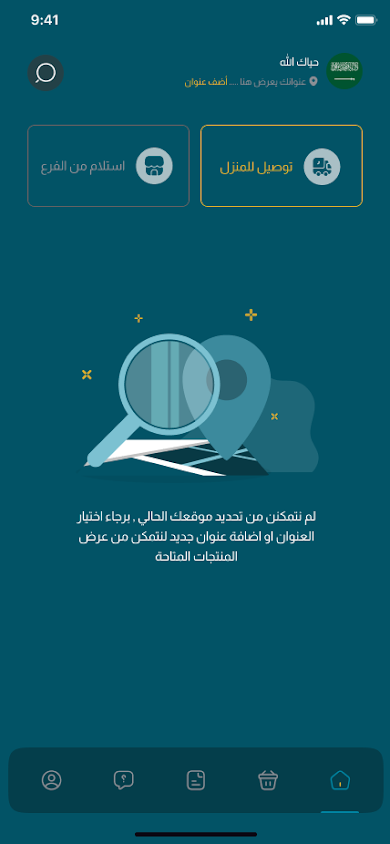 9:41
حياك الله
عنوانك يعرض هنا .... أضف عنوان
توصيل للمنزل
استلام من الفرع
لم نتمكنن من تحديد موقعك الحالي , برجاء اختيار
العنوان او اضافة عنوان جديد لنتمكن من عرض
المنتجات المتاحة